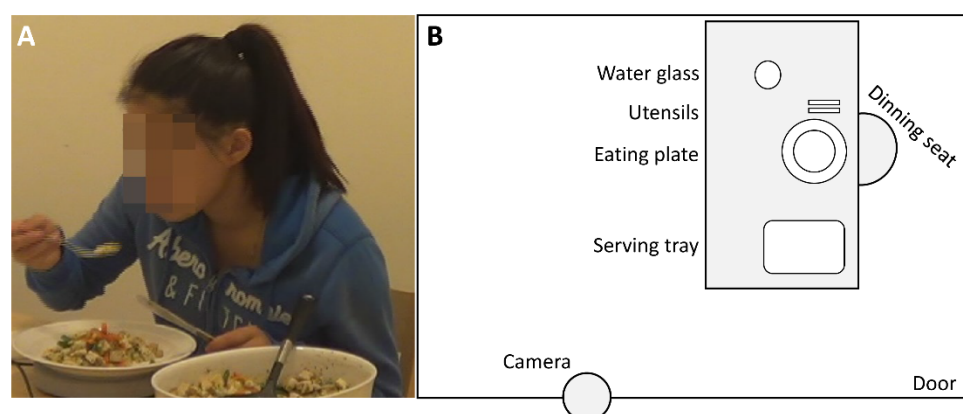 A
B
Water glass
Utensils
Eating plate
Serving tray
Dinning seat
Camera
Door
& F